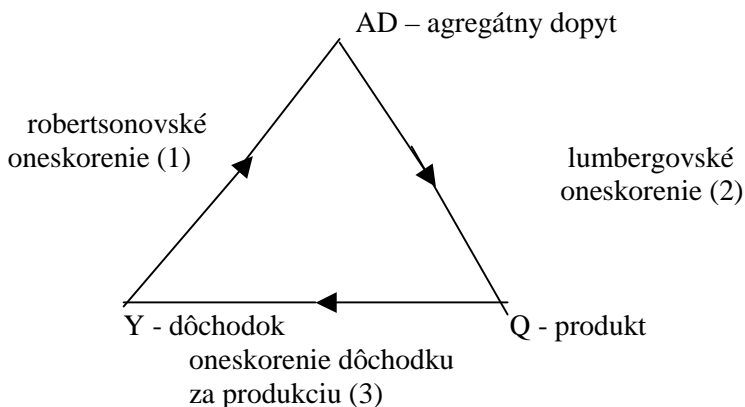 AD – agregátny dopyt
robertsonovské
oneskorenie (1)
lumbergovské
oneskorenie (2)
Y - dôchodok
Q - produkt
oneskorenie dôchodku
za produkciu (3)